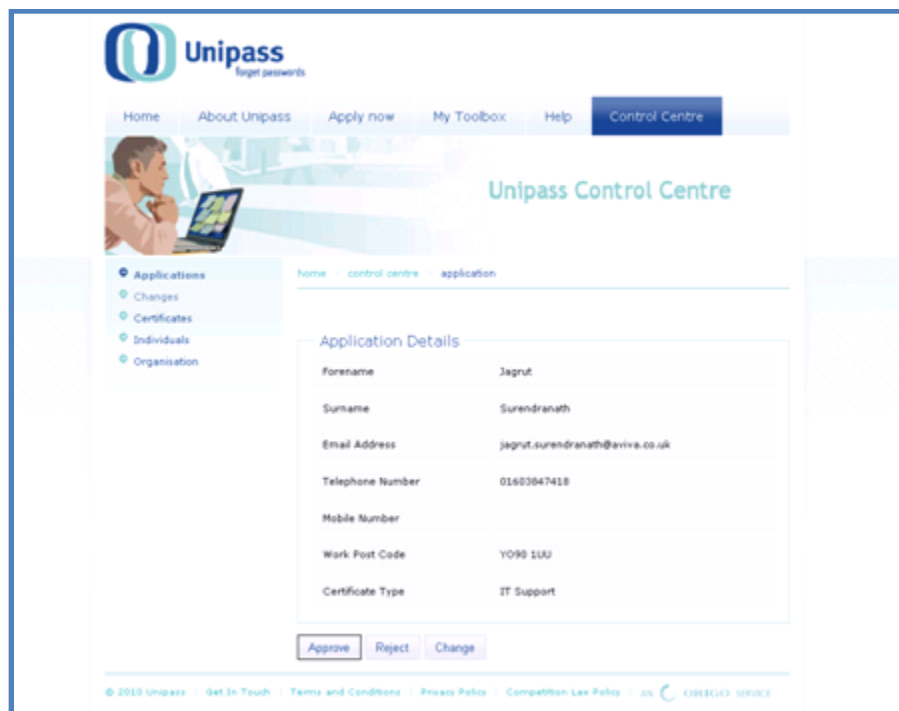 Unipass
forget passwords
Home About Unipass Apply now My Toolbox Help Control Centre
Unipass Control Centre
Applications
Changes
Certificates
Individuals
Organisation
home control centre application
Application Details
Forename Jagrut
Surname Surendranath
Email Address jagrut.surendranath@aviva.co.uk
Telephone Number 01603847418
Mobile Number
Work Post Code YO90 1UU
Certificate Type IT Support
Approve Reject Change
© 2010 Unipass Get In Touch Terms and Conditions Privacy Policy Competition Law Policy AN ORIGO SERVICE